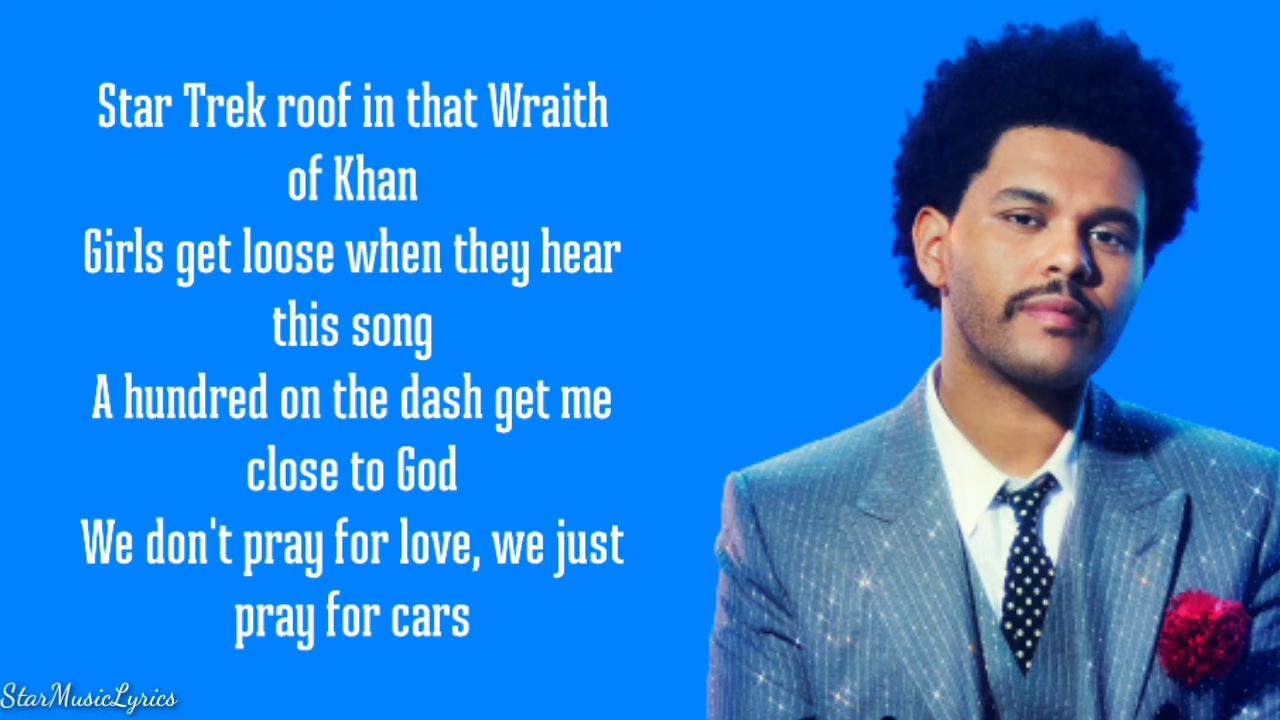 Star Trek roof in that Wraith
of Khan
Girls get loose when they hear
this song
A hundred on the dash get me
close to God
We don't pray for love, we just
pray for cars
StarMusicLyrics